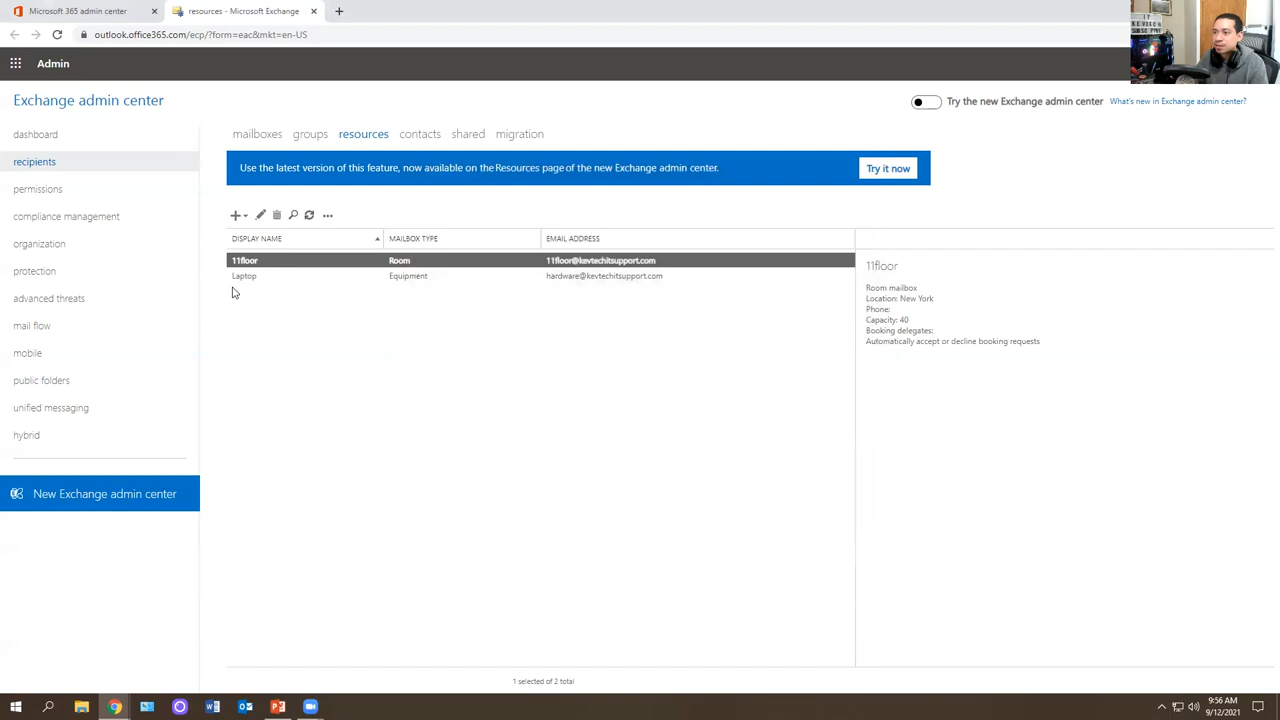 Microsoft 365 admin center
resources - Microsoft Exchange
outlook.office365.com/ecp/?form=eac&mkt=en-US
Admin
Exchange admin center
Try the new Exchange admin center
What's new in Exchange admin center?
dashboard
recipients
permissions
compliance management
organization
protection
advanced threats
mail flow
mobile
public folders
unified messaging
hybrid
New Exchange admin center
mailboxes groups resources contacts shared migration
Use the latest version of this feature, now available on the Resources page of the new Exchange admin center.
Try it now
DISPLAY NAME MAILBOX TYPE EMAIL ADDRESS
11floor Room 11floor@kevtechitsupport.com
Laptop Equipment hardware@kevtechitsupport.com
11floor
Room mailbox
Location: New York
Phone:
Capacity: 40
Booking delegates:
Automatically accept or decline booking requests
1 selected of 2 total
9:56 AM
9/12/2021